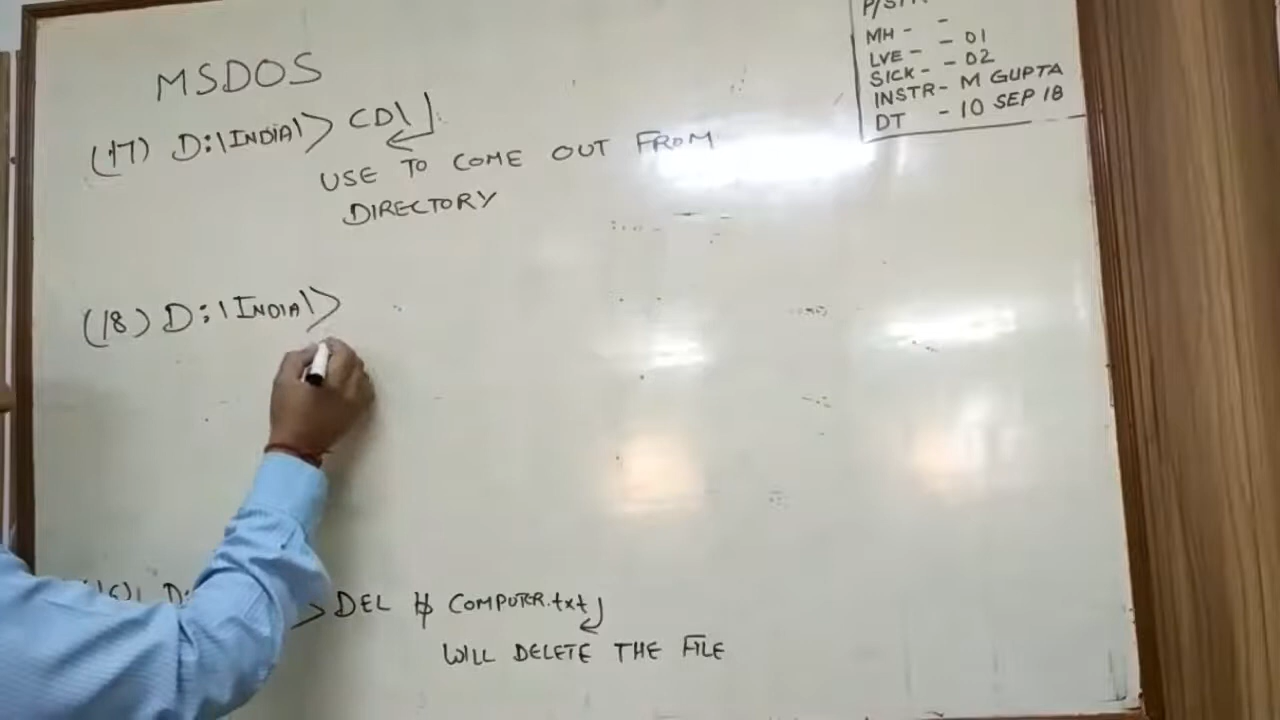 MSDOS
(17) D:\INDIA\> CD\
USE TO COME OUT FROM
DIRECTORY
(18) D:\INDIA\>
D:
> DEL COMPUTER.txt
WILL DELETE THE FILE
MH - -
LVE - - 01
SICK - - 02
INSTR - M GUPTA
DT - 10 SEP 18